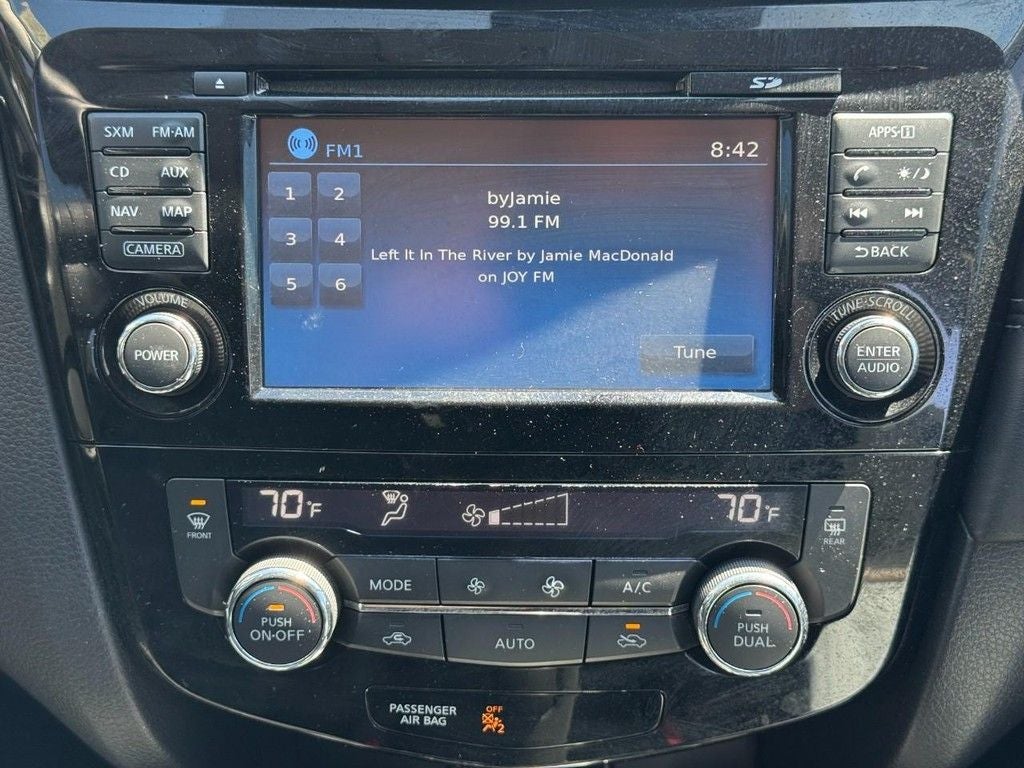 SD
SXM FM·AM
CD AUX
NAV MAP
CAMERA
VOLUME
POWER
FM1 8:42
1 2
3 4
5 6
byJamie
99.1 FM
Left It In The River by Jamie MacDonald
on JOY FM
Tune
APPS·i
BACK
TUNE·SCROLL
ENTER
AUDIO
70°F 70°F
FRONT
REAR
MODE
A/C
PUSH
ON·OFF
AUTO
PUSH
DUAL
PASSENGER
AIR BAG
OFF
2